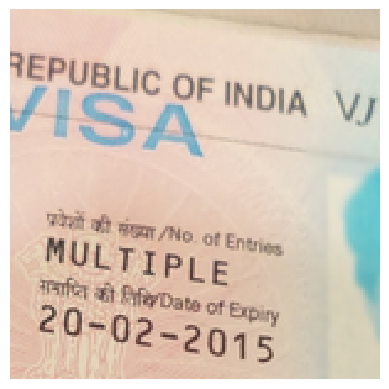 REPUBLIC OF INDIA VJ
VISA
प्रवेशों की संख्या/No. of Entries
MULTIPLE
समाप्ति की तिथि/Date of Expiry
20-02-2015